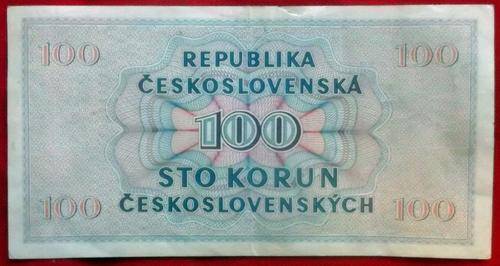 100 100
REPUBLIKA
ČESKOSLOVENSKÁ
100
STO KORUN
ČESKOSLOVENSKÝCH
100 100